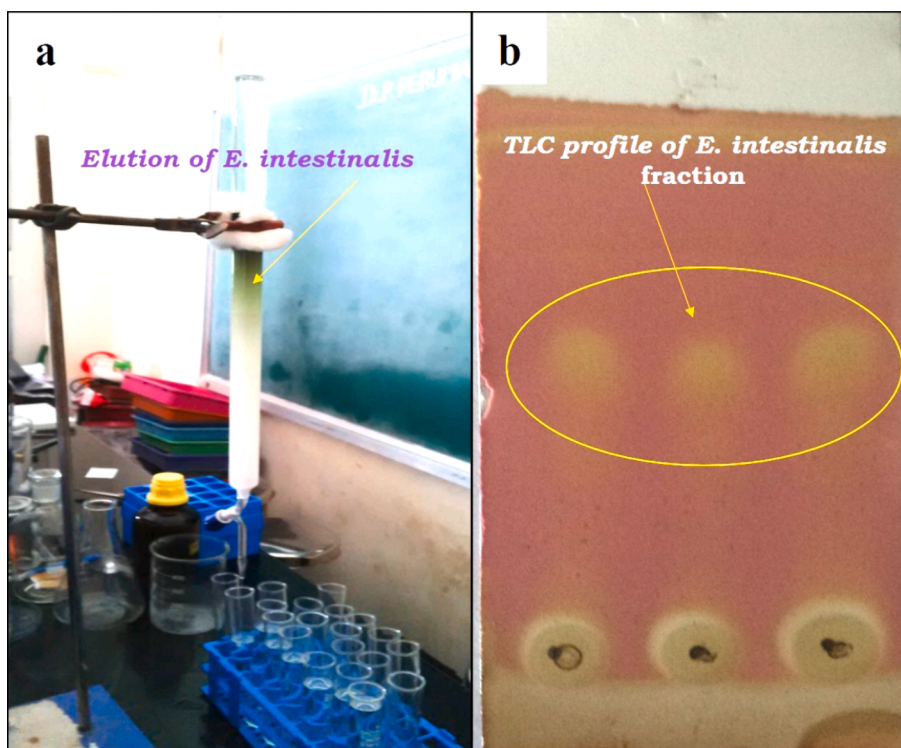 a
Elution of E. intestinalis
b
TLC profile of E. intestinalis
fraction